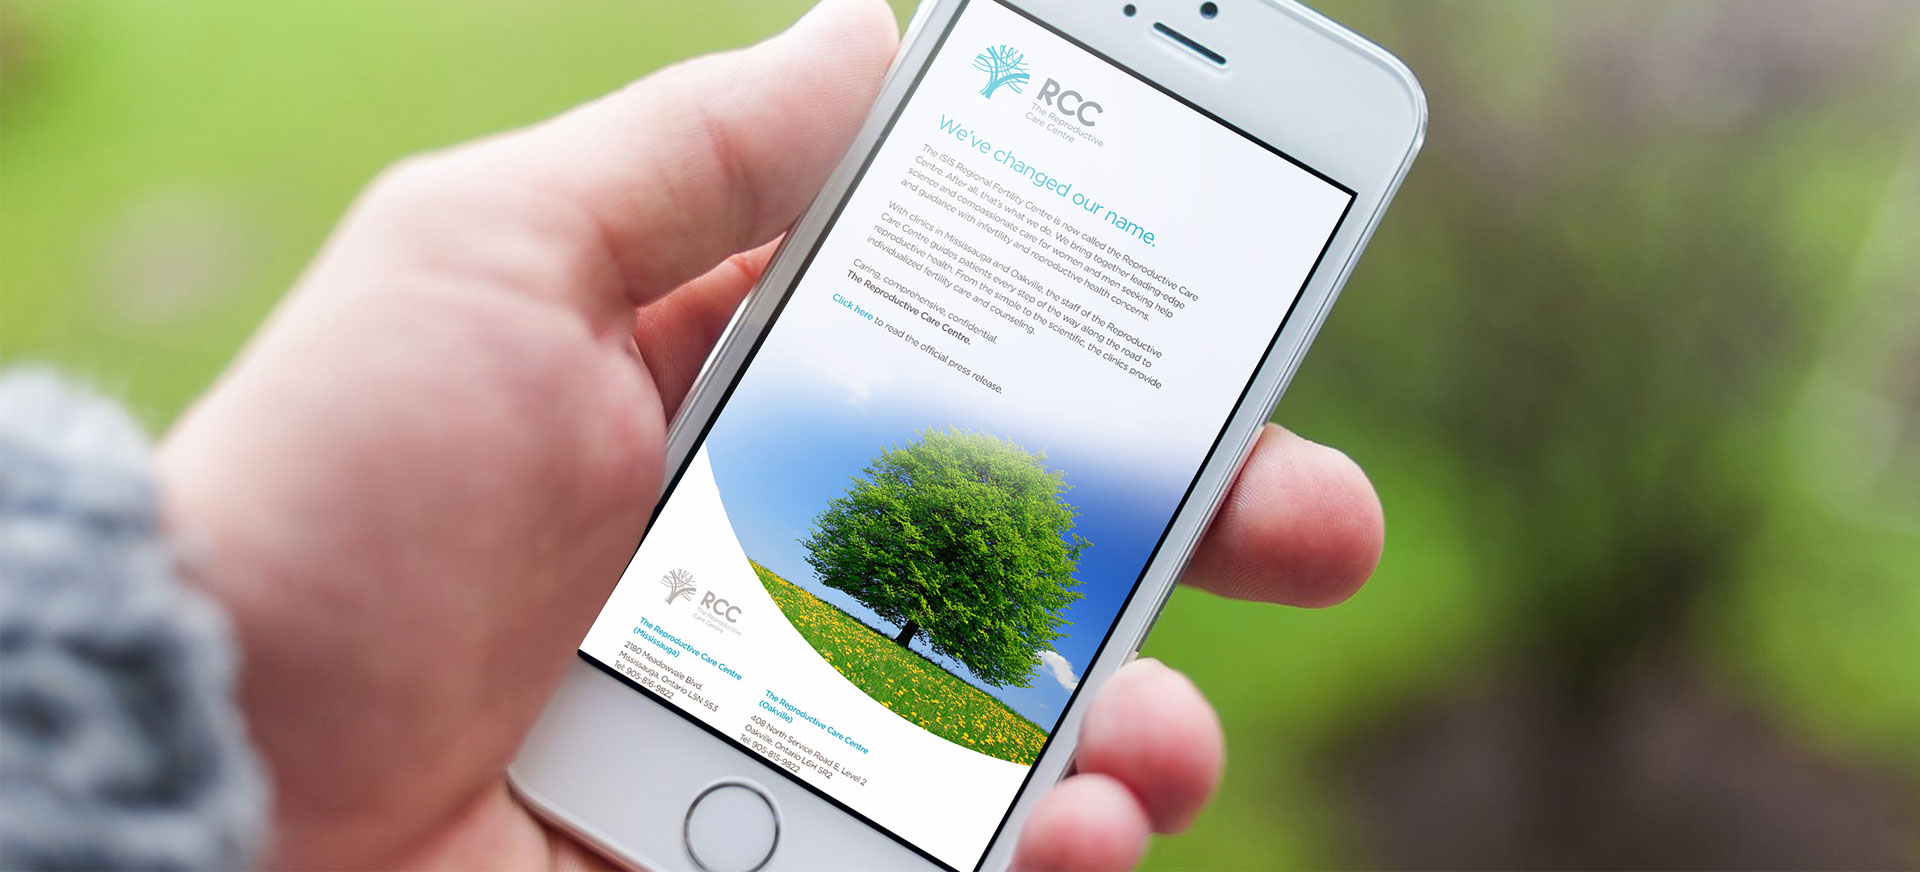 RCC
The Reproductive
Care Centre
We've changed our name.
The ISIS Regional Fertility Centre is now called the Reproductive Care
Centre. After all, that's what we do. We bring together leading-edge
science and compassionate care for women and men seeking help
and guidance with infertility and reproductive health concerns.
With clinics in Mississauga and Oakville, the staff of the Reproductive
Care Centre guides patients every step of the way along the road to
reproductive health. From the simple to the scientific, the clinics provide
individualized fertility care and counseling.
Caring, comprehensive, confidential.
The Reproductive Care Centre.
Click here to read the official press release.
RCC
The Reproductive
Care Centre
The Reproductive Care Centre
(Mississauga)
2180 Meadowvale Blvd.
Mississauga, Ontario L5N 5S3
Tel: 905-816-9822
The Reproductive Care Centre
(Oakville)
408 North Service Road E, Level 2
Oakville, Ontario L6H 5R2
Tel: 905-815-9822